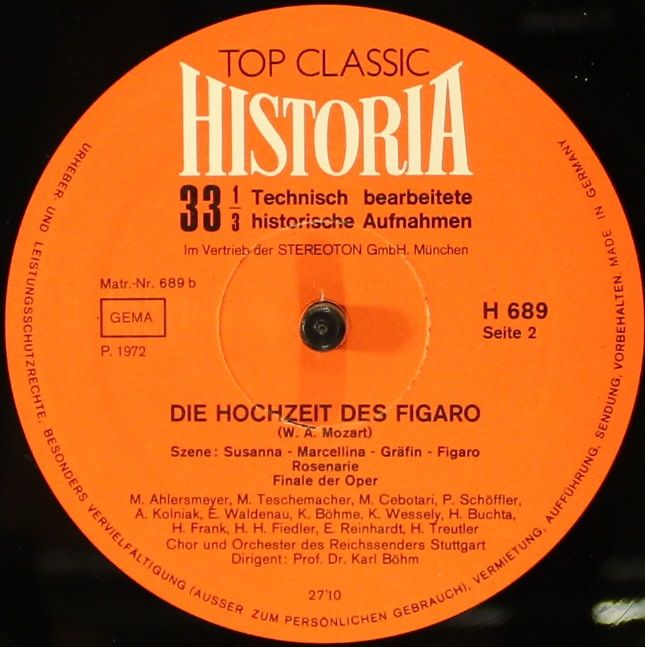 TOP CLASSIC
HISTORIA
33 1/3 Technisch bearbeitete
historische Aufnahmen
Im Vertrieb der STEREOTON GmbH. München
Matr.-Nr. 689 b
GEMA
P. 1972
H 689
Seite 2
DIE HOCHZEIT DES FIGARO
(W. A. Mozart)
Szene: Susanna - Marcellina - Gräfin - Figaro
Rosenarie
Finale der Oper
M. Ahlersmeyer, M. Teschemacher, M. Cebotari, P. Schöffler,
A. Kolniak, E. Waldenau, K. Böhme, K. Wessely, H. Buchta,
H. Frank, H. H. Fiedler, E. Reinhardt, H. Treutler
Chor und Orchester des Reichssenders Stuttgart
Dirigent: Prof. Dr. Karl Böhm
27'10
URHEBER- UND LEISTUNGSSCHUTZRECHTE, BESONDERS VERVIELFÄLTIGUNG (AUSSER ZUM PERSÖNLICHEN GEBRAUCH), VERMIETUNG, AUFFÜHRUNG, SENDUNG, VORBEHALTEN. MADE IN GERMANY